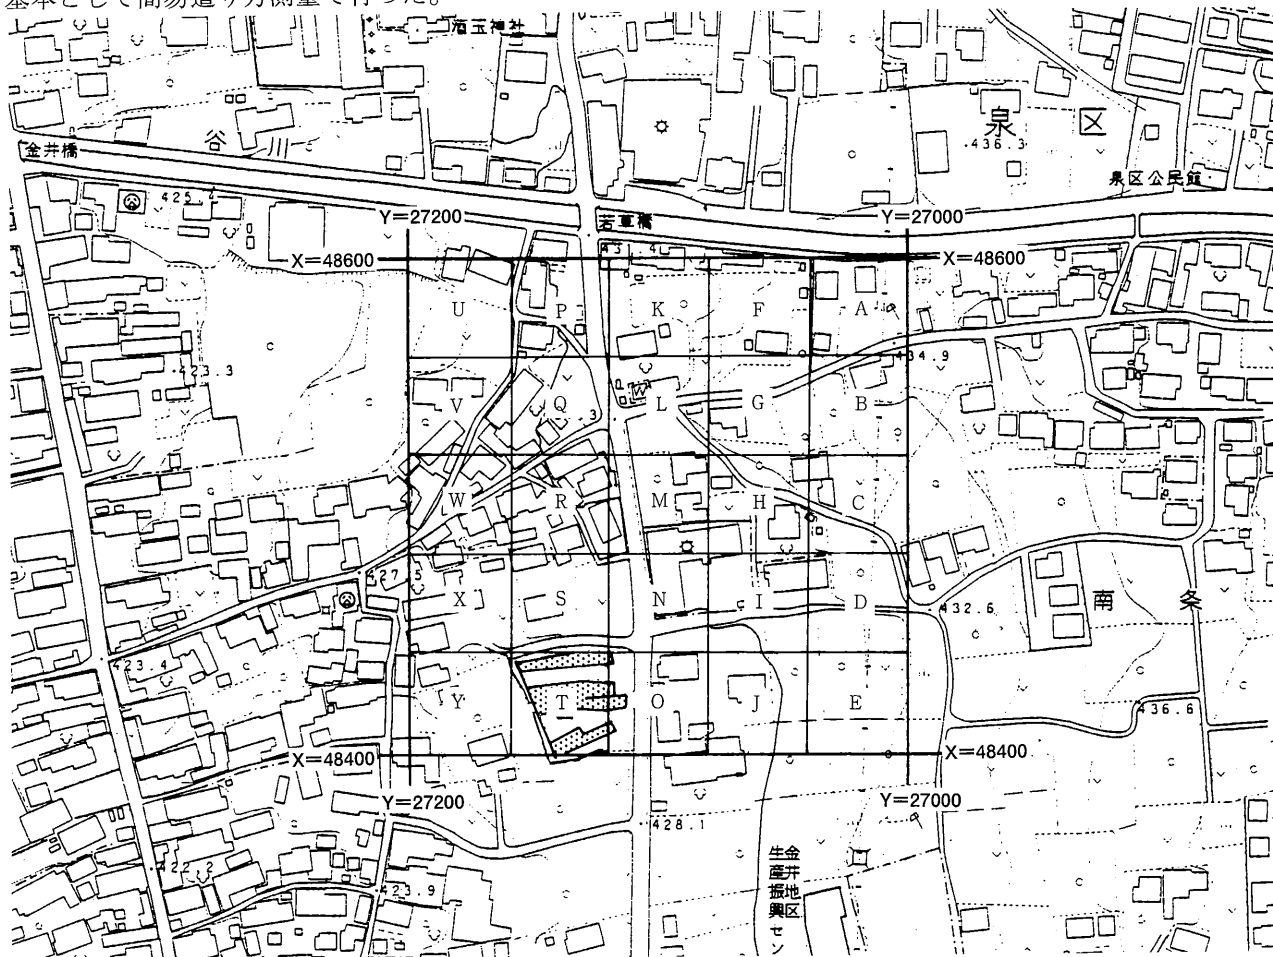 基本として簡易遣り方測量で行った。
酒玉神社
泉 区
436.3
谷 川
金井橋
泉区公民館
425.4
Y=27200
若草橋
Y=27000
431.4
X=48600
X=48600
U P K F A
434.9
423.3
W
V Q L G B
3
W R M H C
427.5
X S N I D
432.6
南 条
423.4
Y T O J E
436.6
X=48400
X=48400
Y=27200
Y=27000
428.1
422.2
423.9
金井地区
生産振興セン